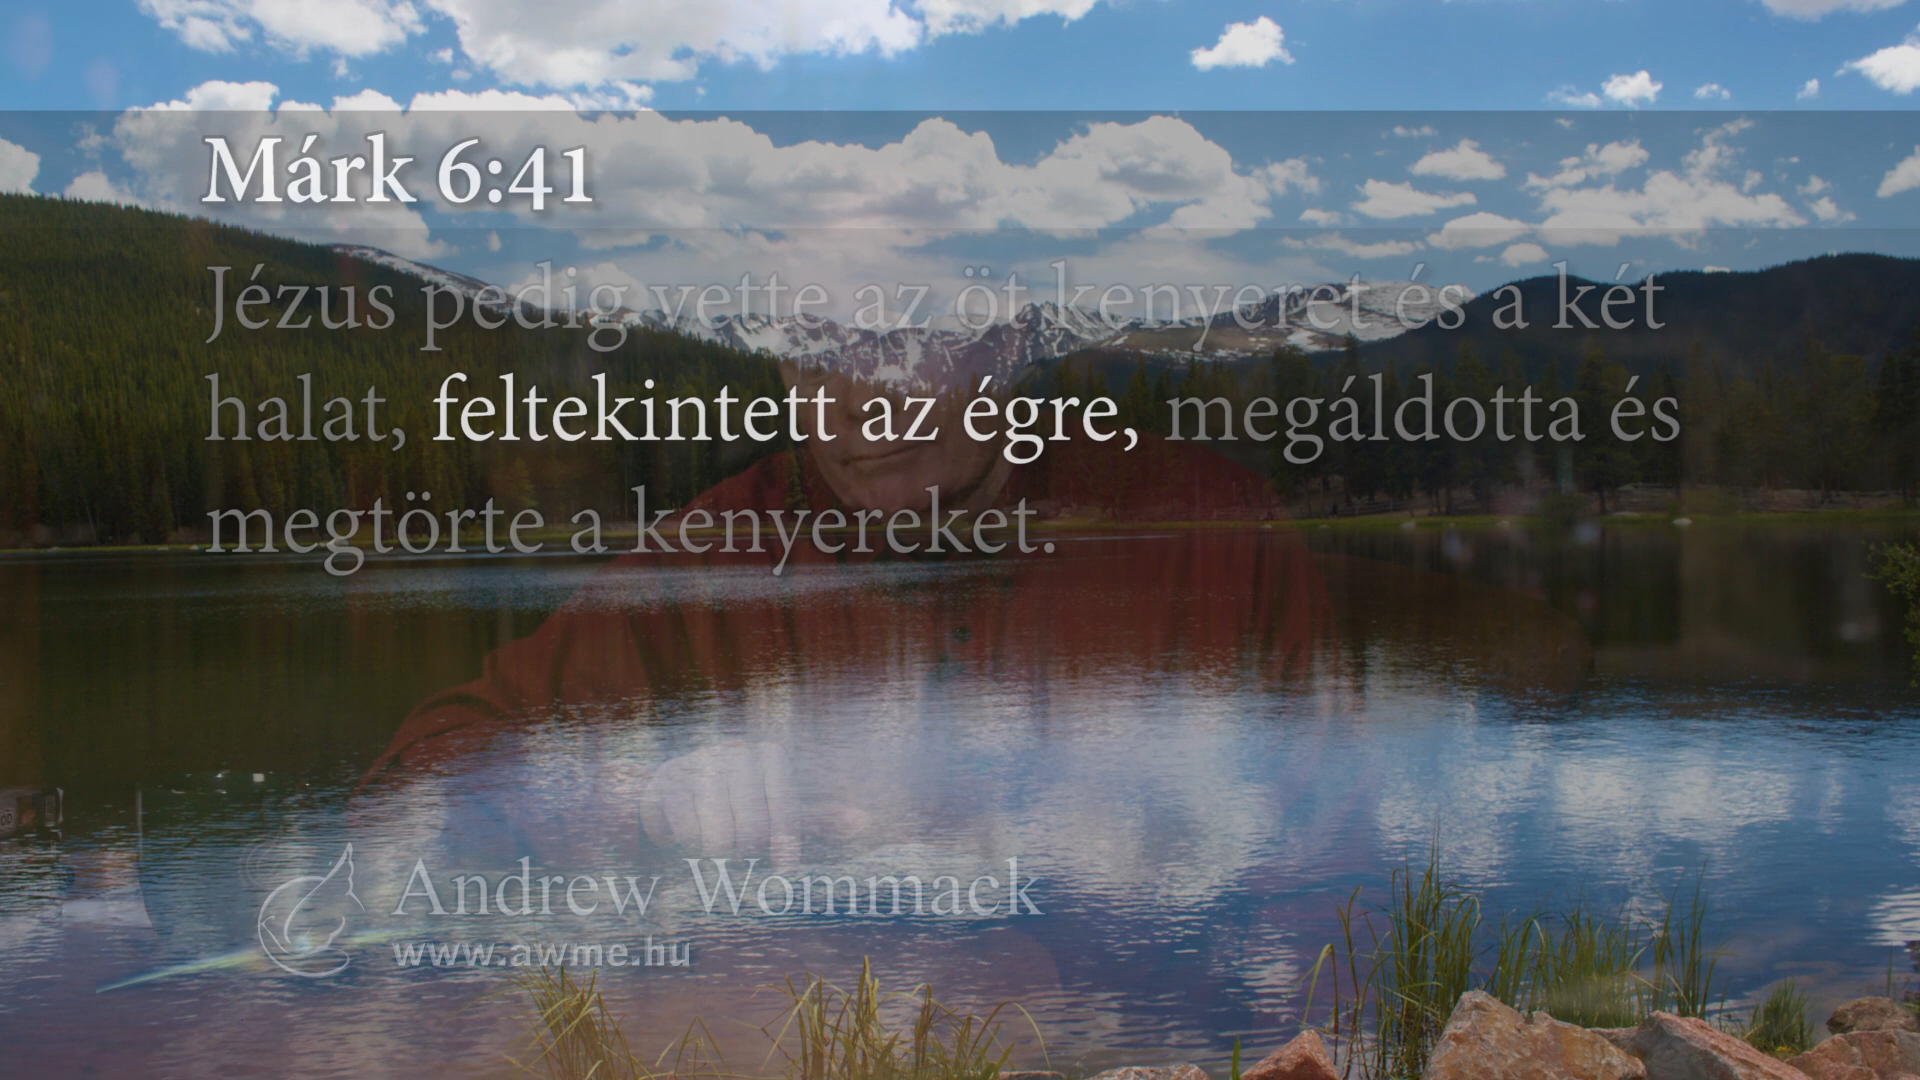 Márk 6:41
Jézus pedig vette az öt kenyeret és a két
halat, feltekintett az égre, megáldotta és
megtörte a kenyereket.
Andrew Wommack
www.awme.hu